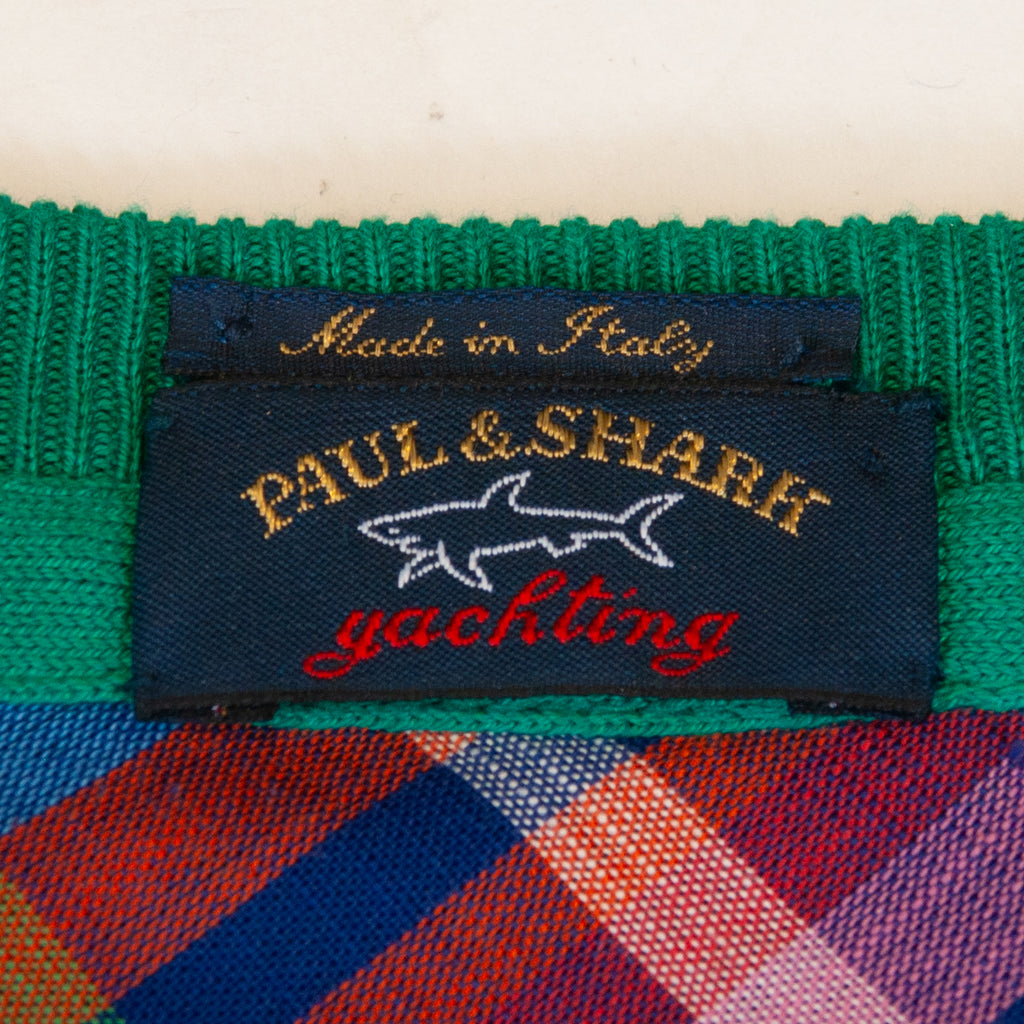 Made in Italy
PAUL & SHARK
yachting